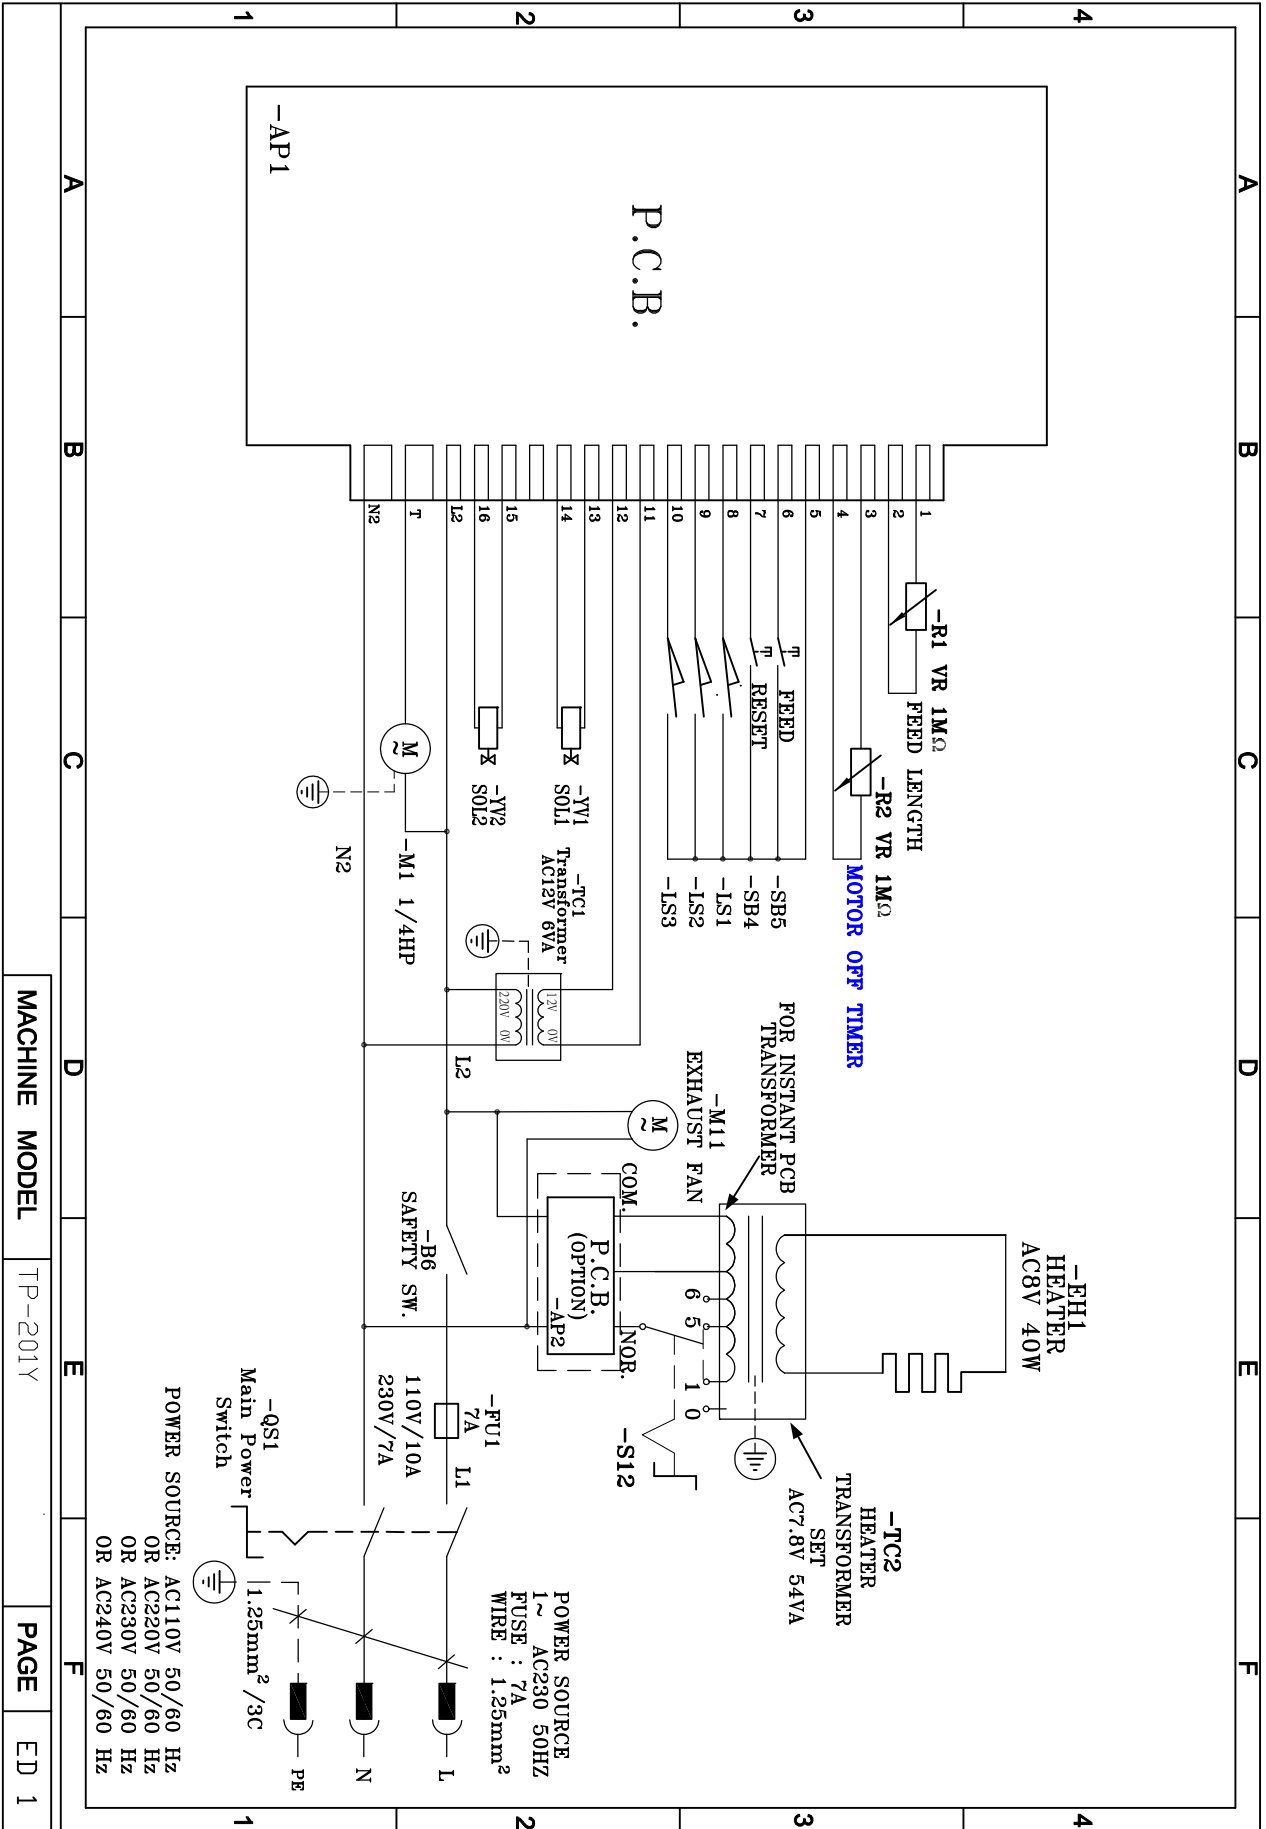 A
B
C
D
E
F
4
4
3
3
2
2
1
1
-AP1
P.C.B.
1
2
3
4
5
6
7
8
9
10
11
12
13
14
15
16
L2
T
N2
-R1 VR 1MΩ
FEED LENGTH
-R2 VR 1MΩ
MOTOR OFF TIMER
FEED
RESET
-SB5
-SB4
-LS1
-LS2
-LS3
-YV1
SOL1
-YV2
SOL2
-TC1
Transformer
AC12V 6VA
12V 0V
220V 0V
M
~
-M1 1/4HP
N2
L2
-M11
EXHAUST FAN
M
~
FOR INSTANT PCB
TRANSFORMER
-EH1
HEATER
AC8V 40W
COM.
NOR.
P.C.B.
(OPTION)
-AP2
6
5
1
0
-S12
-TC2
HEATER
TRANSFORMER
SET
AC7.8V 54VA
-B6
SAFETY SW.
-FU1
7A
110V/10A
230V/7A
L1
-QS1
Main Power
Switch
POWER SOURCE
1~ AC230 50HZ
FUSE : 7A
WIRE : 1.25mm²
L
N
PE
1.25mm² /3C
POWER SOURCE: AC110V 50/60 Hz
OR AC220V 50/60 Hz
OR AC230V 50/60 Hz
OR AC240V 50/60 Hz
A
B
C
D
E
F
MACHINE MODEL
TP-201Y
PAGE
ED 1